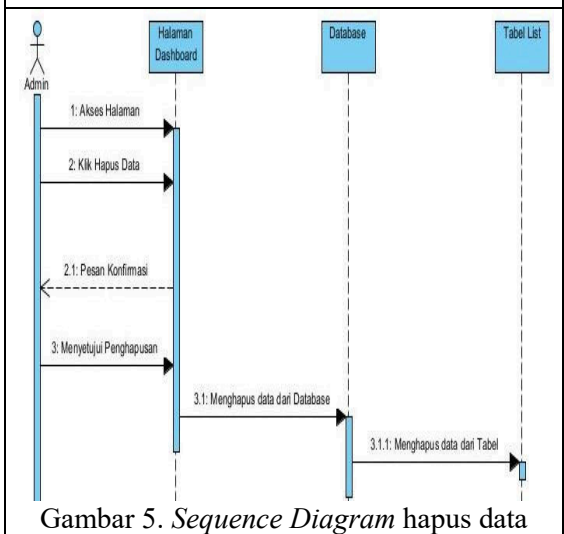 Halaman
Dashboard
Database
Tabel List
Admin
1: Akses Halaman
2: Klik Hapus Data
2.1: Pesan Konfirmasi
3: Menyetujui Penghapusan
3.1: Menghapus data dari Database
3.1.1: Menghapus data dari Tabel
Gambar 5. Sequence Diagram hapus data